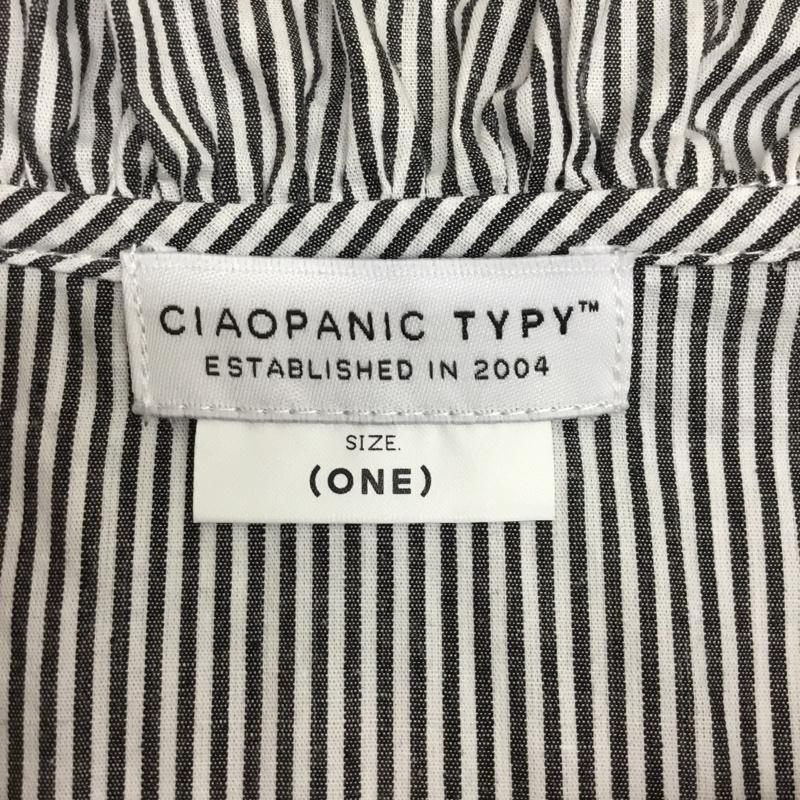 CIAOPANIC TYPY™
ESTABLISHED IN 2004
SIZE.
(ONE)